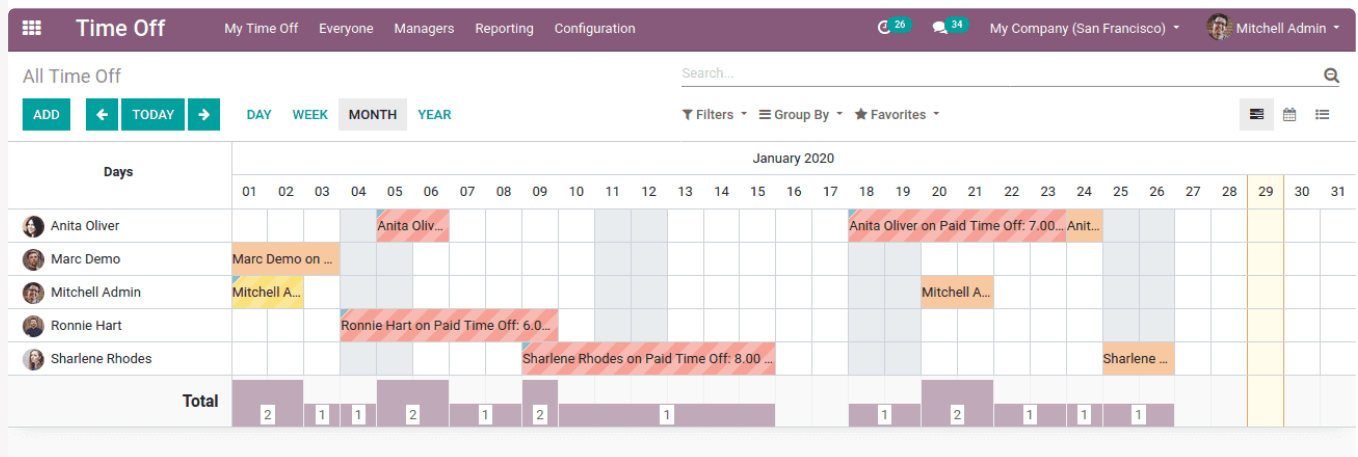 Time Off My Time Off Everyone Managers Reporting Configuration 26 34 My Company (San Francisco) Mitchell Admin
All Time Off Search...
ADD TODAY DAY WEEK MONTH YEAR Filters Group By Favorites
January 2020
Days
01 02 03 04 05 06 07 08 09 10 11 12 13 14 15 16 17 18 19 20 21 22 23 24 25 26 27 28 29 30 31
Anita Oliver Anita Oliv... Anita Oliver on Paid Time Off: 7.00... Anit...
Marc Demo Marc Demo on ...
Mitchell Admin Mitchell A... Mitchell A...
Ronnie Hart Ronnie Hart on Paid Time Off: 6.0...
Sharlene Rhodes Sharlene Rhodes on Paid Time Off: 8.00 ... Sharlene ...
Total 2 1 1 2 1 2 1 1 2 1 1 1